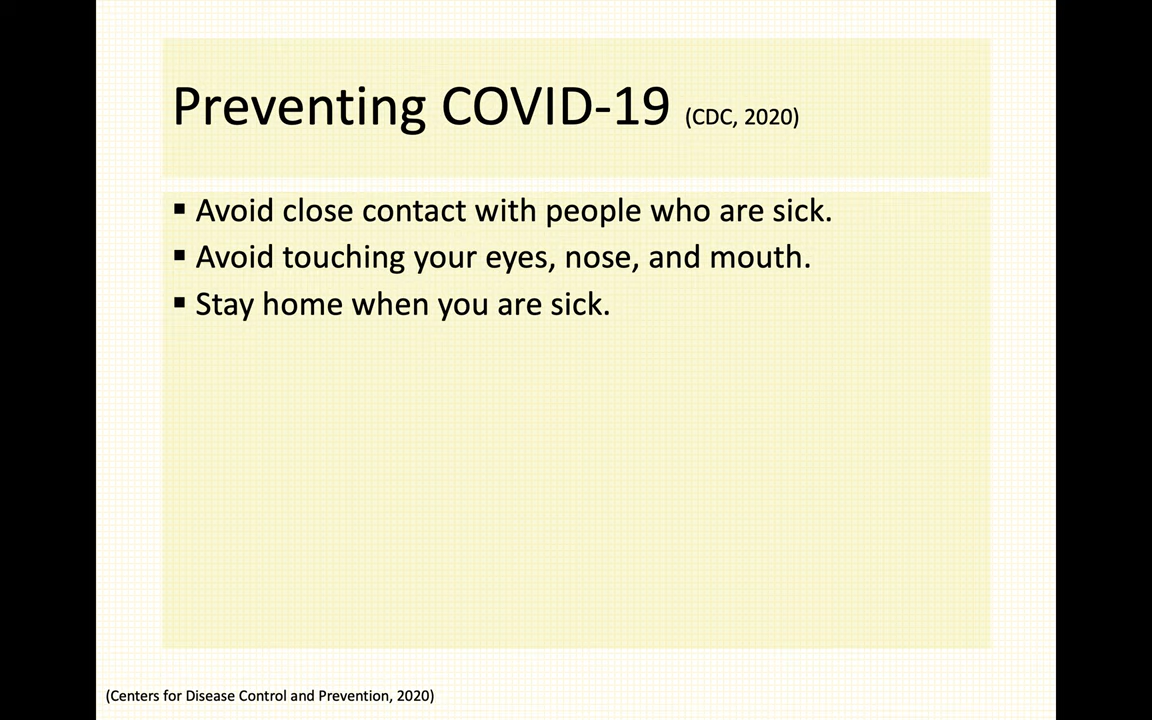 Preventing COVID-19 (CDC, 2020)
▪ Avoid close contact with people who are sick.
▪ Avoid touching your eyes, nose, and mouth.
▪ Stay home when you are sick.
(Centers for Disease Control and Prevention, 2020)